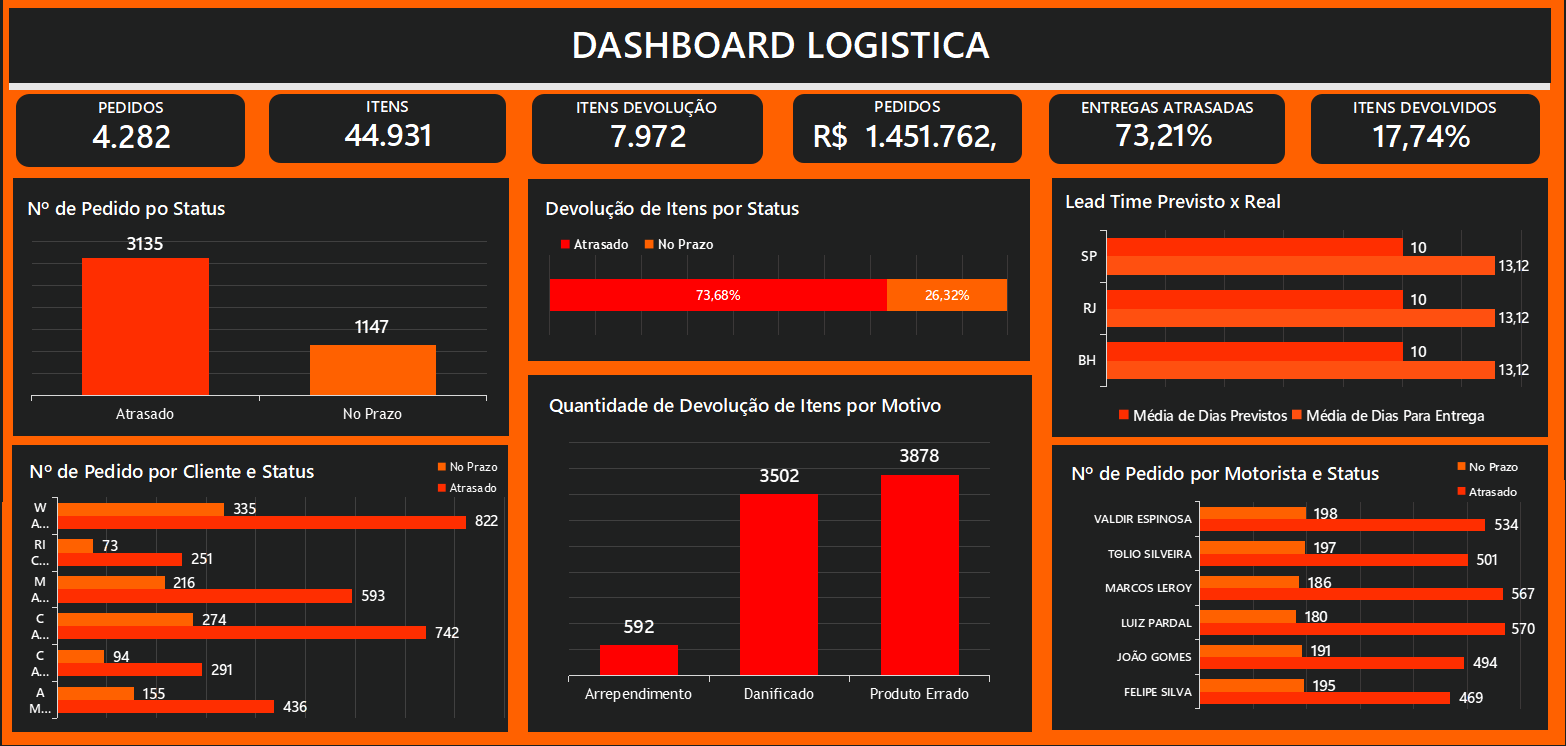 DASHBOARD LOGISTICA
PEDIDOS
4.282
ITENS
44.931
ITENS DEVOLUÇÃO
7.972
PEDIDOS
R$ 1.451.762,
ENTREGAS ATRASADAS
73,21%
ITENS DEVOLVIDOS
17,74%
Nº de Pedido po Status
3135
1147
Atrasado
No Prazo
Devolução de Itens por Status
Atrasado
No Prazo
73,68%
26,32%
Lead Time Previsto x Real
SP
10
13,12
RJ
10
13,12
BH
10
13,12
Média de Dias Previstos
Média de Dias Para Entrega
Nº de Pedido por Cliente e Status
No Prazo
Atrasado
W
A...
335
822
RI
C...
73
251
M
A...
216
593
C
A...
274
742
C
A...
94
291
A
M...
155
436
Quantidade de Devolução de Itens por Motivo
592
3502
3878
Arrependimento
Danificado
Produto Errado
Nº de Pedido por Motorista e Status
No Prazo
Atrasado
VALDIR ESPINOSA
198
534
SILVEIRA
197
501
MARCOS LEROY
186
567
LUIZ PARDAL
180
570
JOÃO GOMES
191
494
FELIPE SILVA
195
469